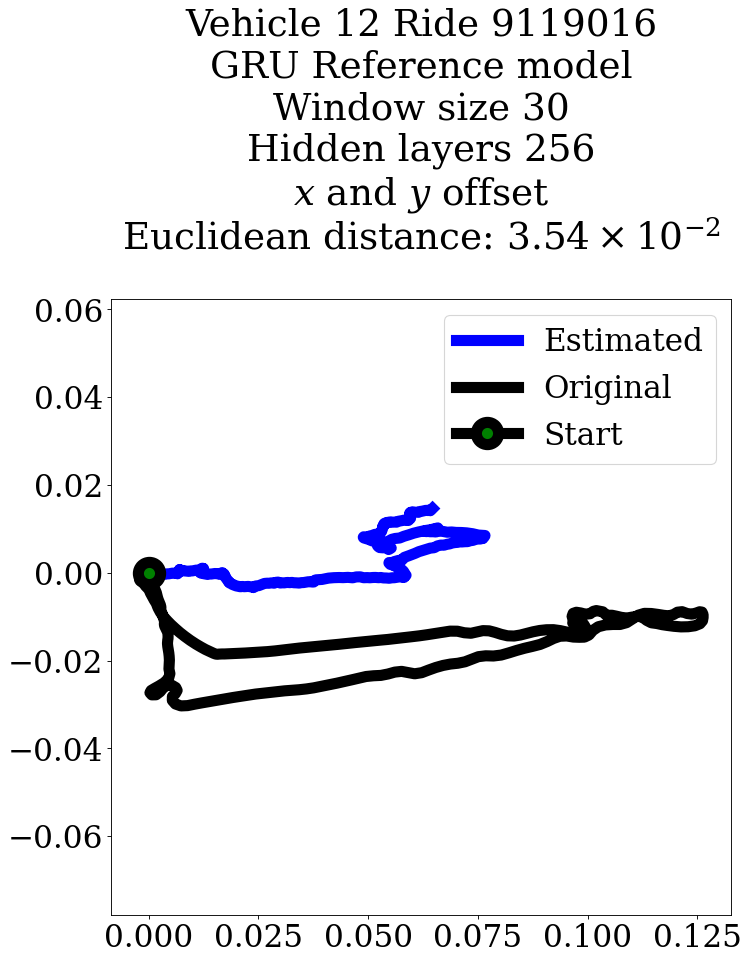 Vehicle 12 Ride 9119016
GRU Reference model
Window size 30
Hidden layers 256
x and y offset
Euclidean distance: 3.54 × 10⁻²
0.06
0.04
0.02
0.00
−0.02
−0.04
−0.06
Estimated
Original
Start
0.000 0.025 0.050 0.075 0.100 0.125